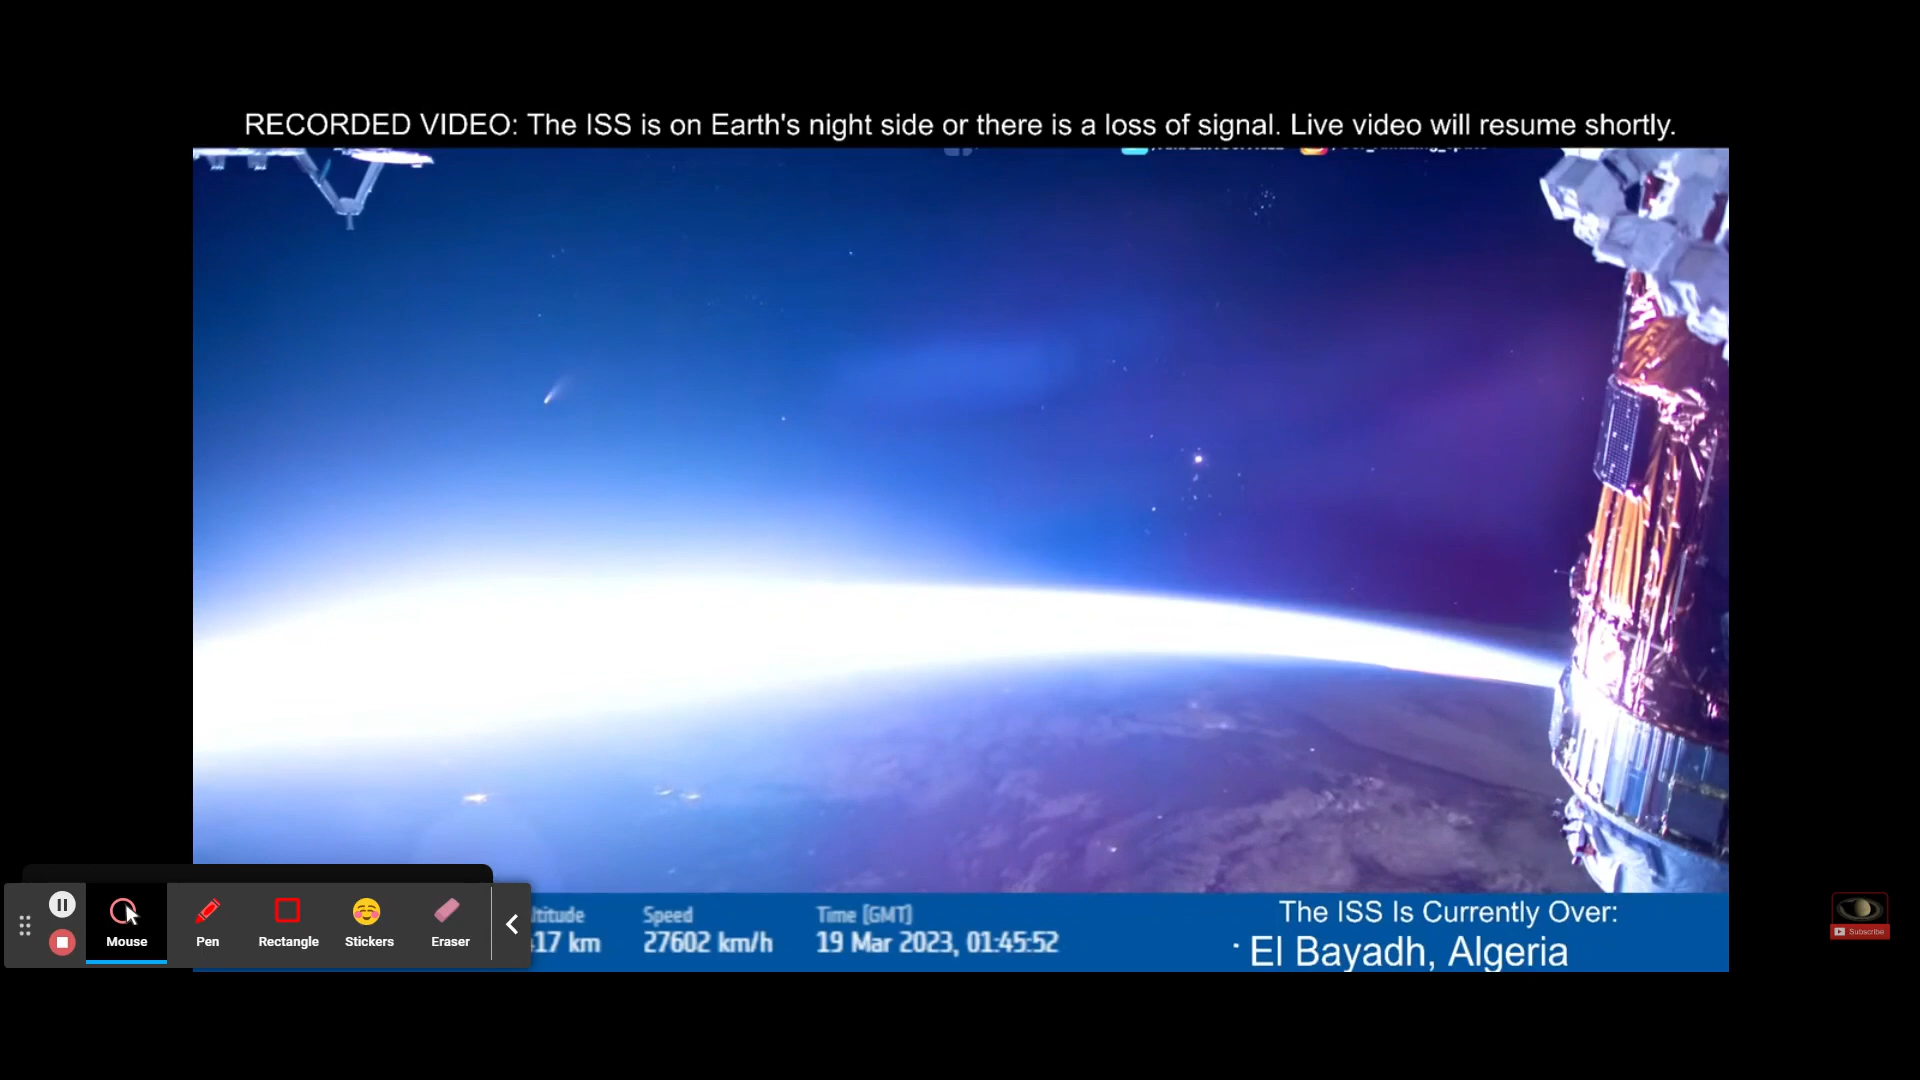 RECORDED VIDEO: The ISS is on Earth's night side or there is a loss of signal. Live video will resume shortly.
Speed
27602 km/h
Time [GMT]
19 Mar 2023, 01:45:52
The ISS Is Currently Over:
El Bayadh, Algeria
km
Mouse
Pen
Rectangle
Stickers
Eraser
Subscribe